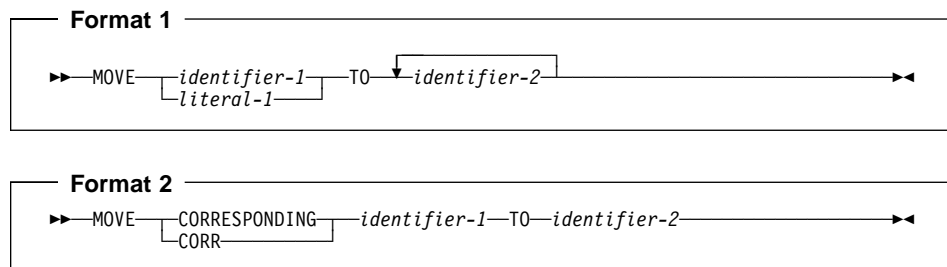 Format 1
MOVE identifier-1 TO identifier-2
literal-1
Format 2
MOVE CORRESPONDING identifier-1 TO identifier-2
CORR